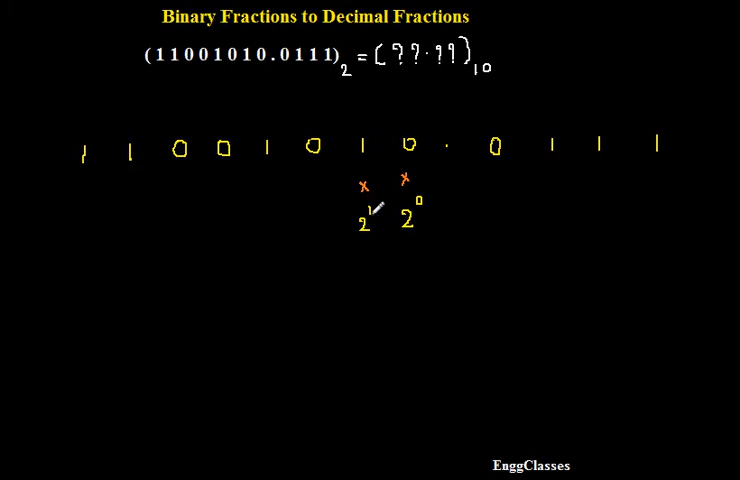 Binary Fractions to Decimal Fractions
(11001010.0111)2 = [??.??]10
1 1 0 0 1 0 1 0 . 0 1 1 1
x x
2^1 2^0
EnggClasses